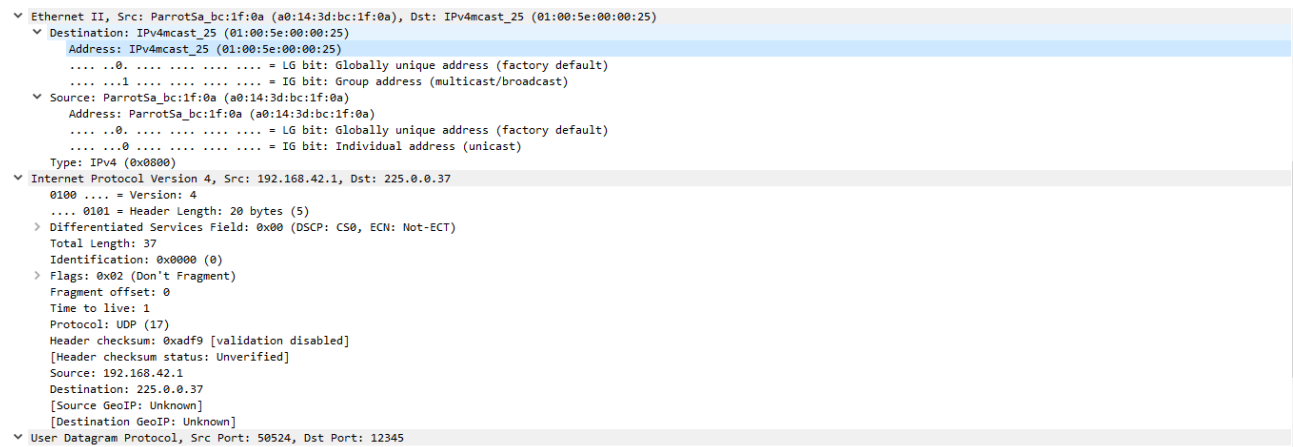 Ethernet II, Src: ParrotSa_bc:1f:0a (a0:14:3d:bc:1f:0a), Dst: IPv4mcast_25 (01:00:5e:00:00:25)
Destination: IPv4mcast_25 (01:00:5e:00:00:25)
Address: IPv4mcast_25 (01:00:5e:00:00:25)
.... ..0. .... .... .... .... = LG bit: Globally unique address (factory default)
.... ...1 .... .... .... .... = IG bit: Group address (multicast/broadcast)
Source: ParrotSa_bc:1f:0a (a0:14:3d:bc:1f:0a)
Address: ParrotSa_bc:1f:0a (a0:14:3d:bc:1f:0a)
.... ..0. .... .... .... .... = LG bit: Globally unique address (factory default)
.... ...0 .... .... .... .... = IG bit: Individual address (unicast)
Type: IPv4 (0x0800)
Internet Protocol Version 4, Src: 192.168.42.1, Dst: 225.0.0.37
0100 .... = Version: 4
.... 0101 = Header Length: 20 bytes (5)
Differentiated Services Field: 0x00 (DSCP: CS0, ECN: Not-ECT)
Total Length: 37
Identification: 0x0000 (0)
Flags: 0x02 (Don't Fragment)
Fragment offset: 0
Time to live: 1
Protocol: UDP (17)
Header checksum: 0xadf9 [validation disabled]
[Header checksum status: Unverified]
Source: 192.168.42.1
Destination: 225.0.0.37
[Source GeoIP: Unknown]
[Destination GeoIP: Unknown]
User Datagram Protocol, Src Port: 50524, Dst Port: 12345